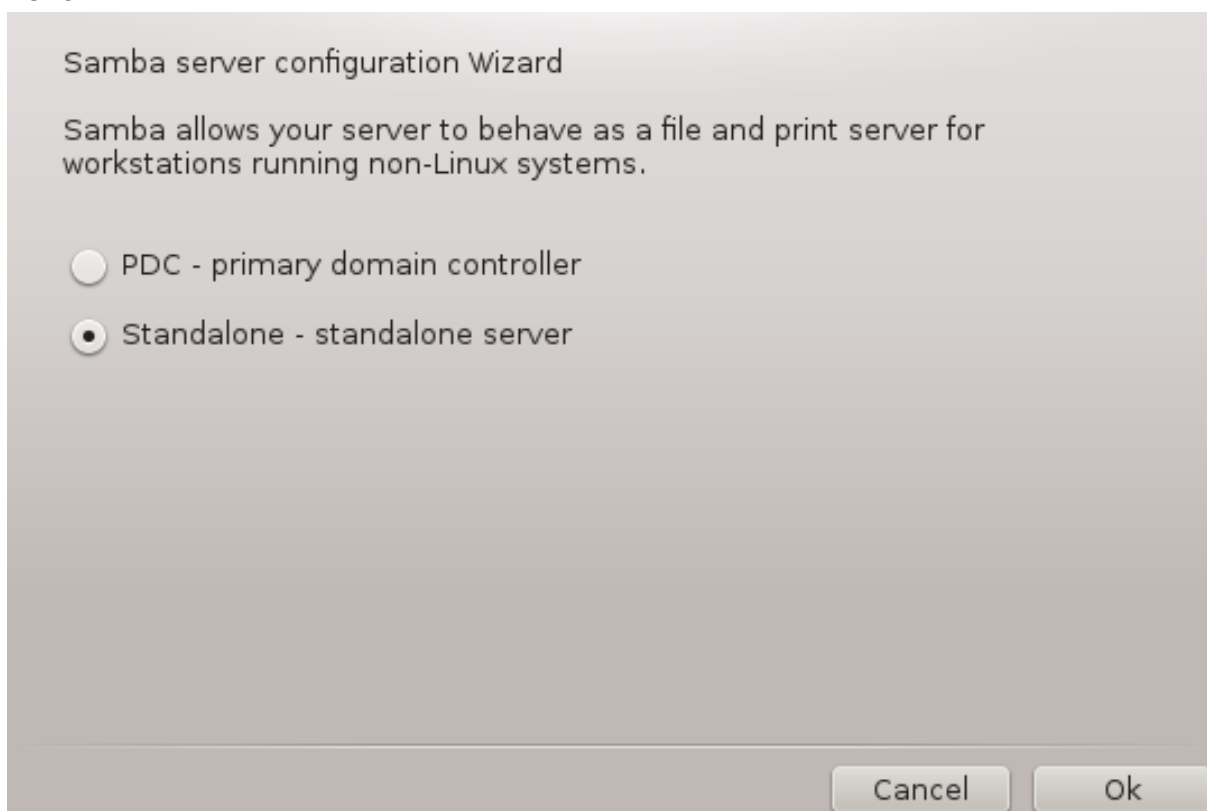 Samba server configuration Wizard
Samba allows your server to behave as a file and print server for
workstations running non-Linux systems.
PDC - primary domain controller
Standalone - standalone server
Cancel
Ok